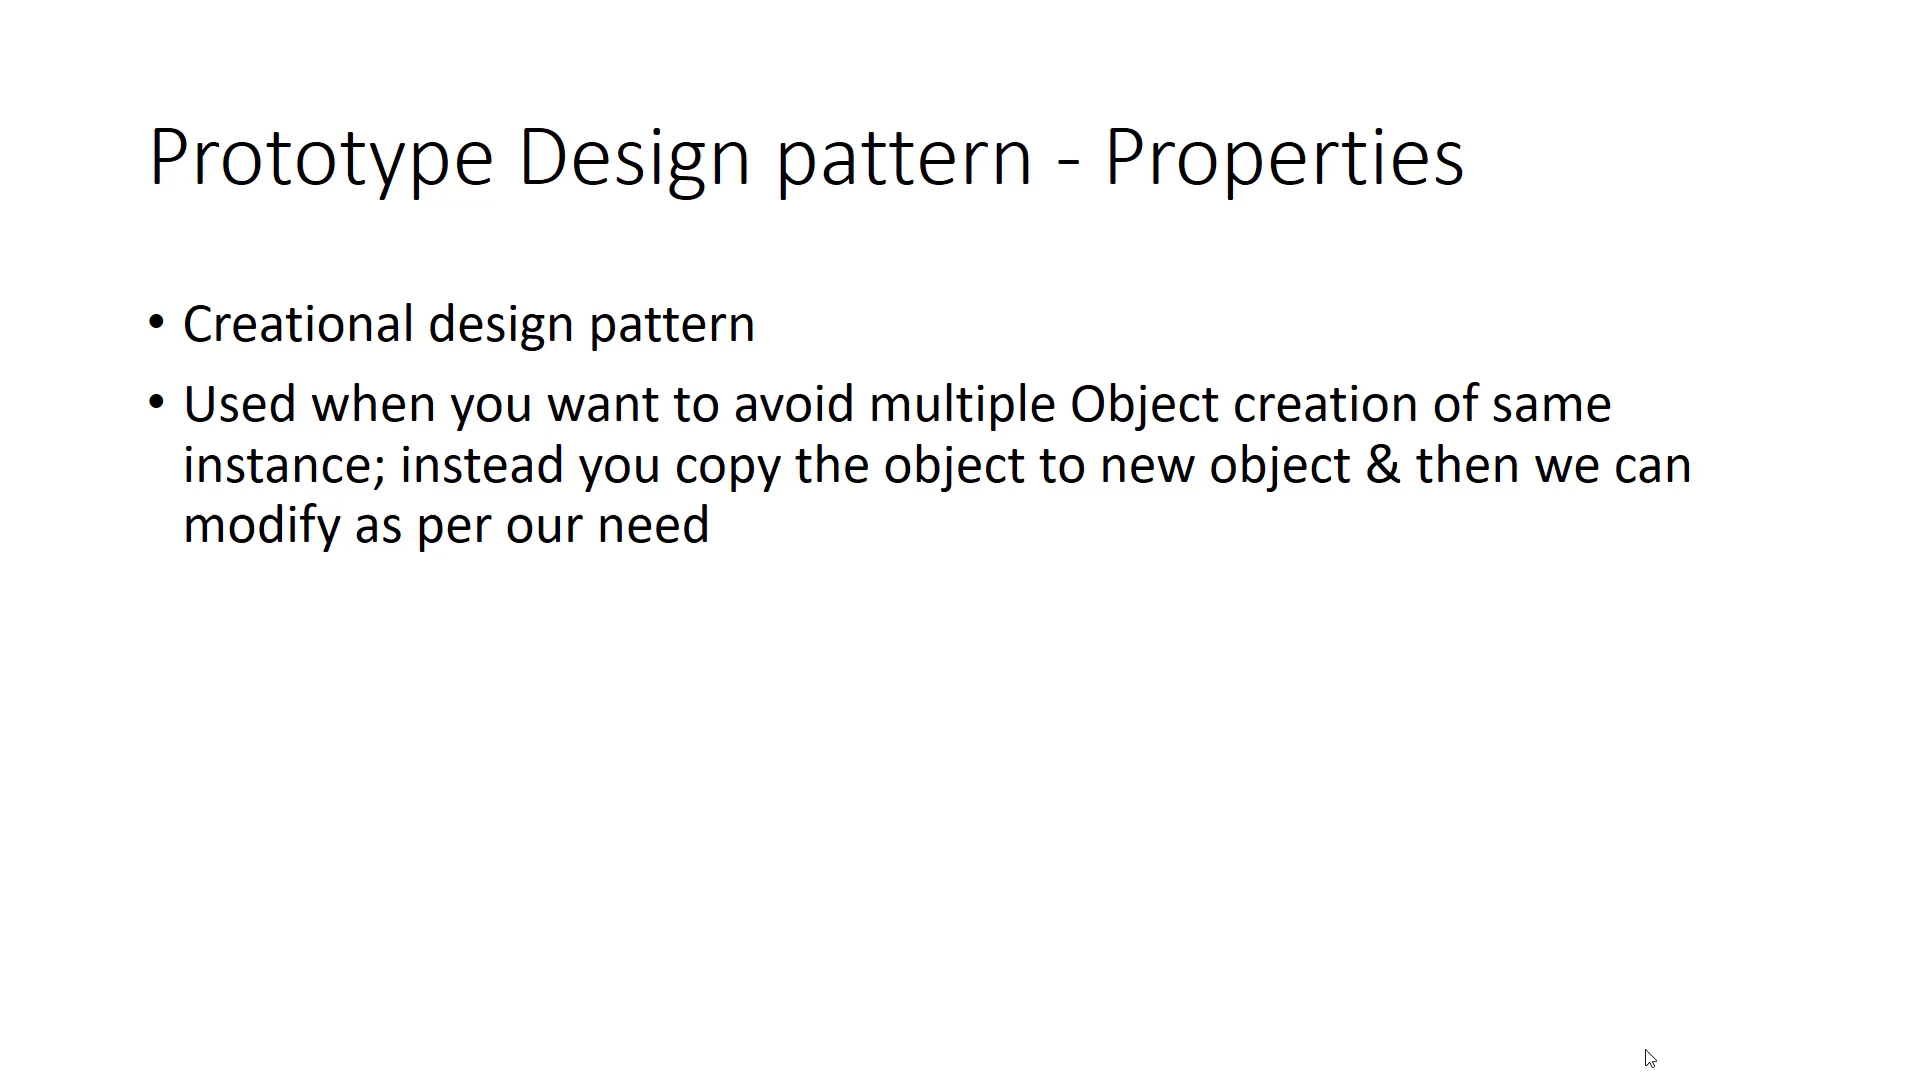 Prototype Design pattern - Properties
• Creational design pattern
• Used when you want to avoid multiple Object creation of same
instance; instead you copy the object to new object & then we can
modify as per our need